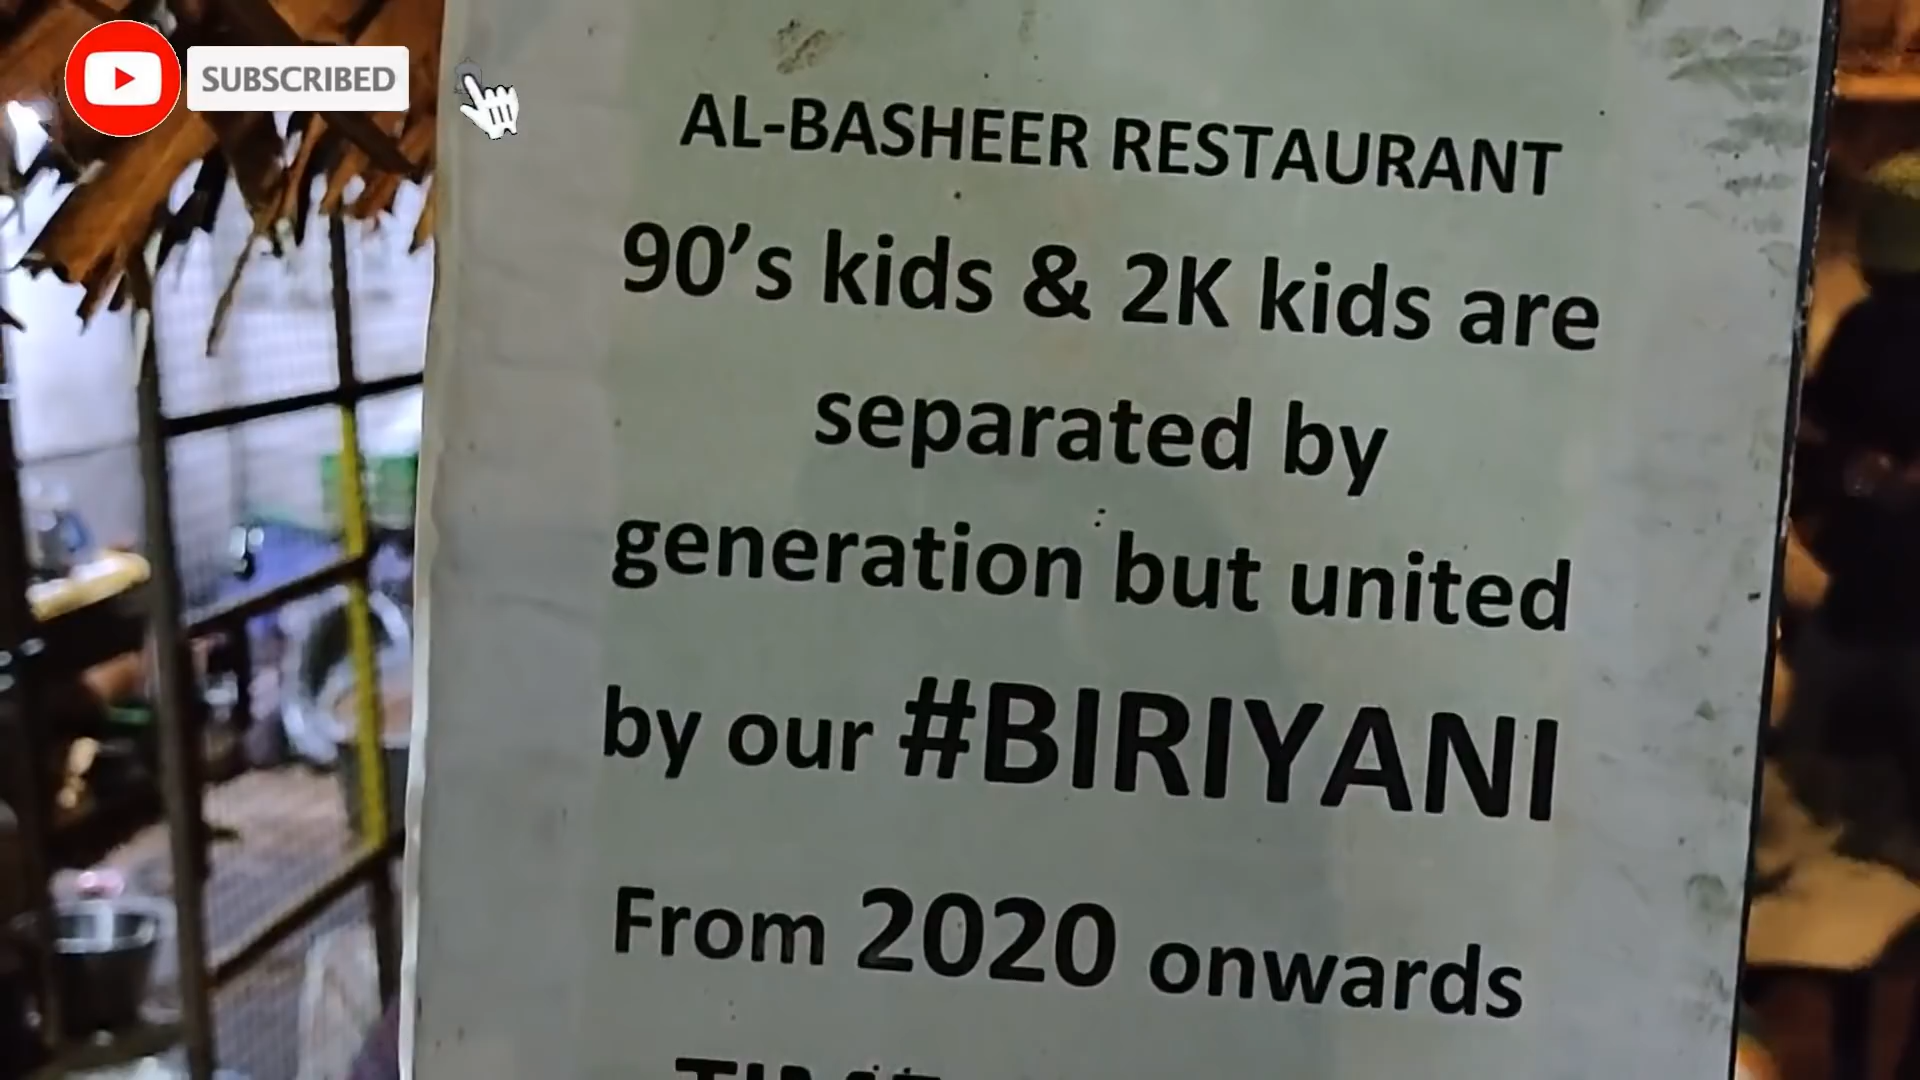 SUBSCRIBED
AL-BASHEER RESTAURANT
90's kids & 2K kids are
separated by
generation but united
by our #BIRIYANI
From 2020 onwards